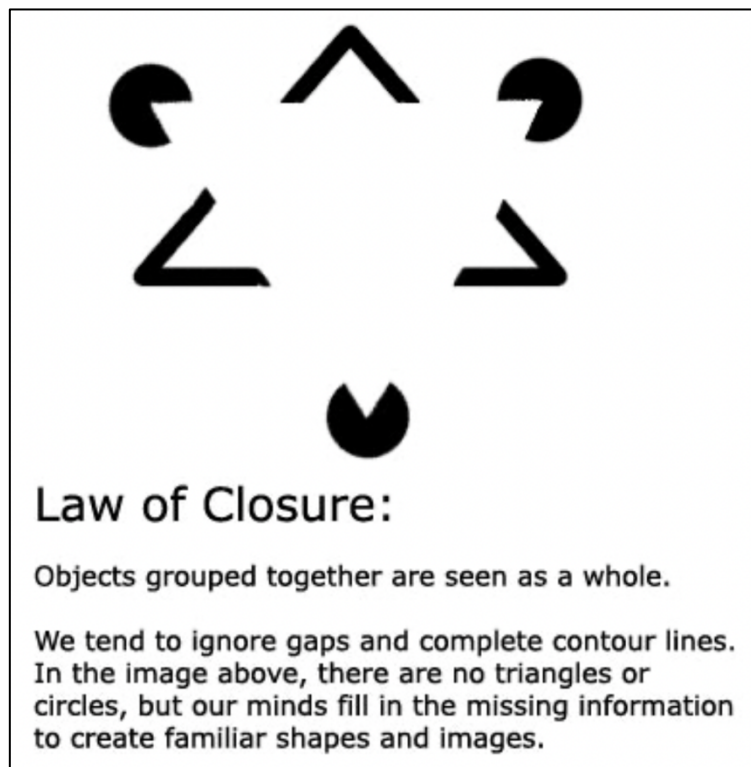 Law of Closure:
Objects grouped together are seen as a whole.
We tend to ignore gaps and complete contour lines.
In the image above, there are no triangles or
circles, but our minds fill in the missing information
to create familiar shapes and images.